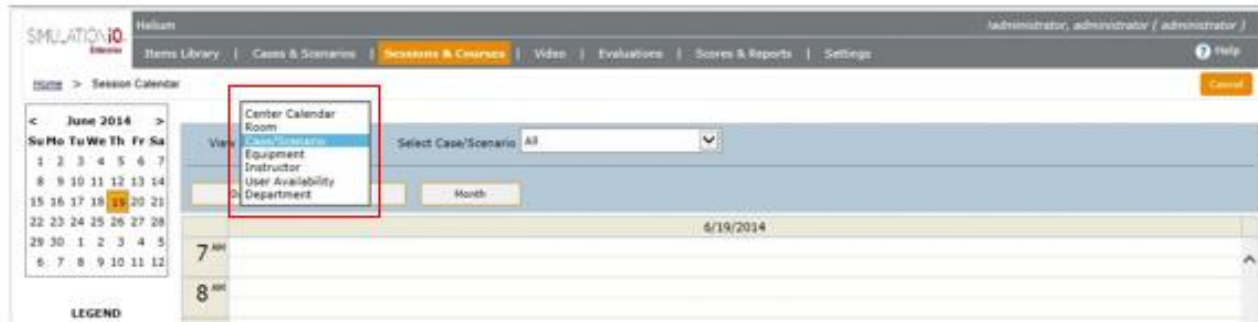 SIMULATIONiO
Enterprise
Helium
!administrator, administrator ( administrator )
Items Library | Cases & Scenarios | Sessions & Courses | Video | Evaluations | Scores & Reports | Settings
? Help
Home > Session Calendar
Cancel
< June 2014 >
Su Mo Tu We Th Fr Sa
1 2 3 4 5 6 7
8 9 10 11 12 13 14
15 16 17 18 19 20 21
22 23 24 25 26 27 28
29 30 1 2 3 4 5
6 7 8 9 10 11 12
LEGEND
View
Center Calendar
Room
Case/Scenario
Equipment
Instructor
User Availability
Department
Select Case/Scenario All
Month
6/19/2014
7 AM
8 AM